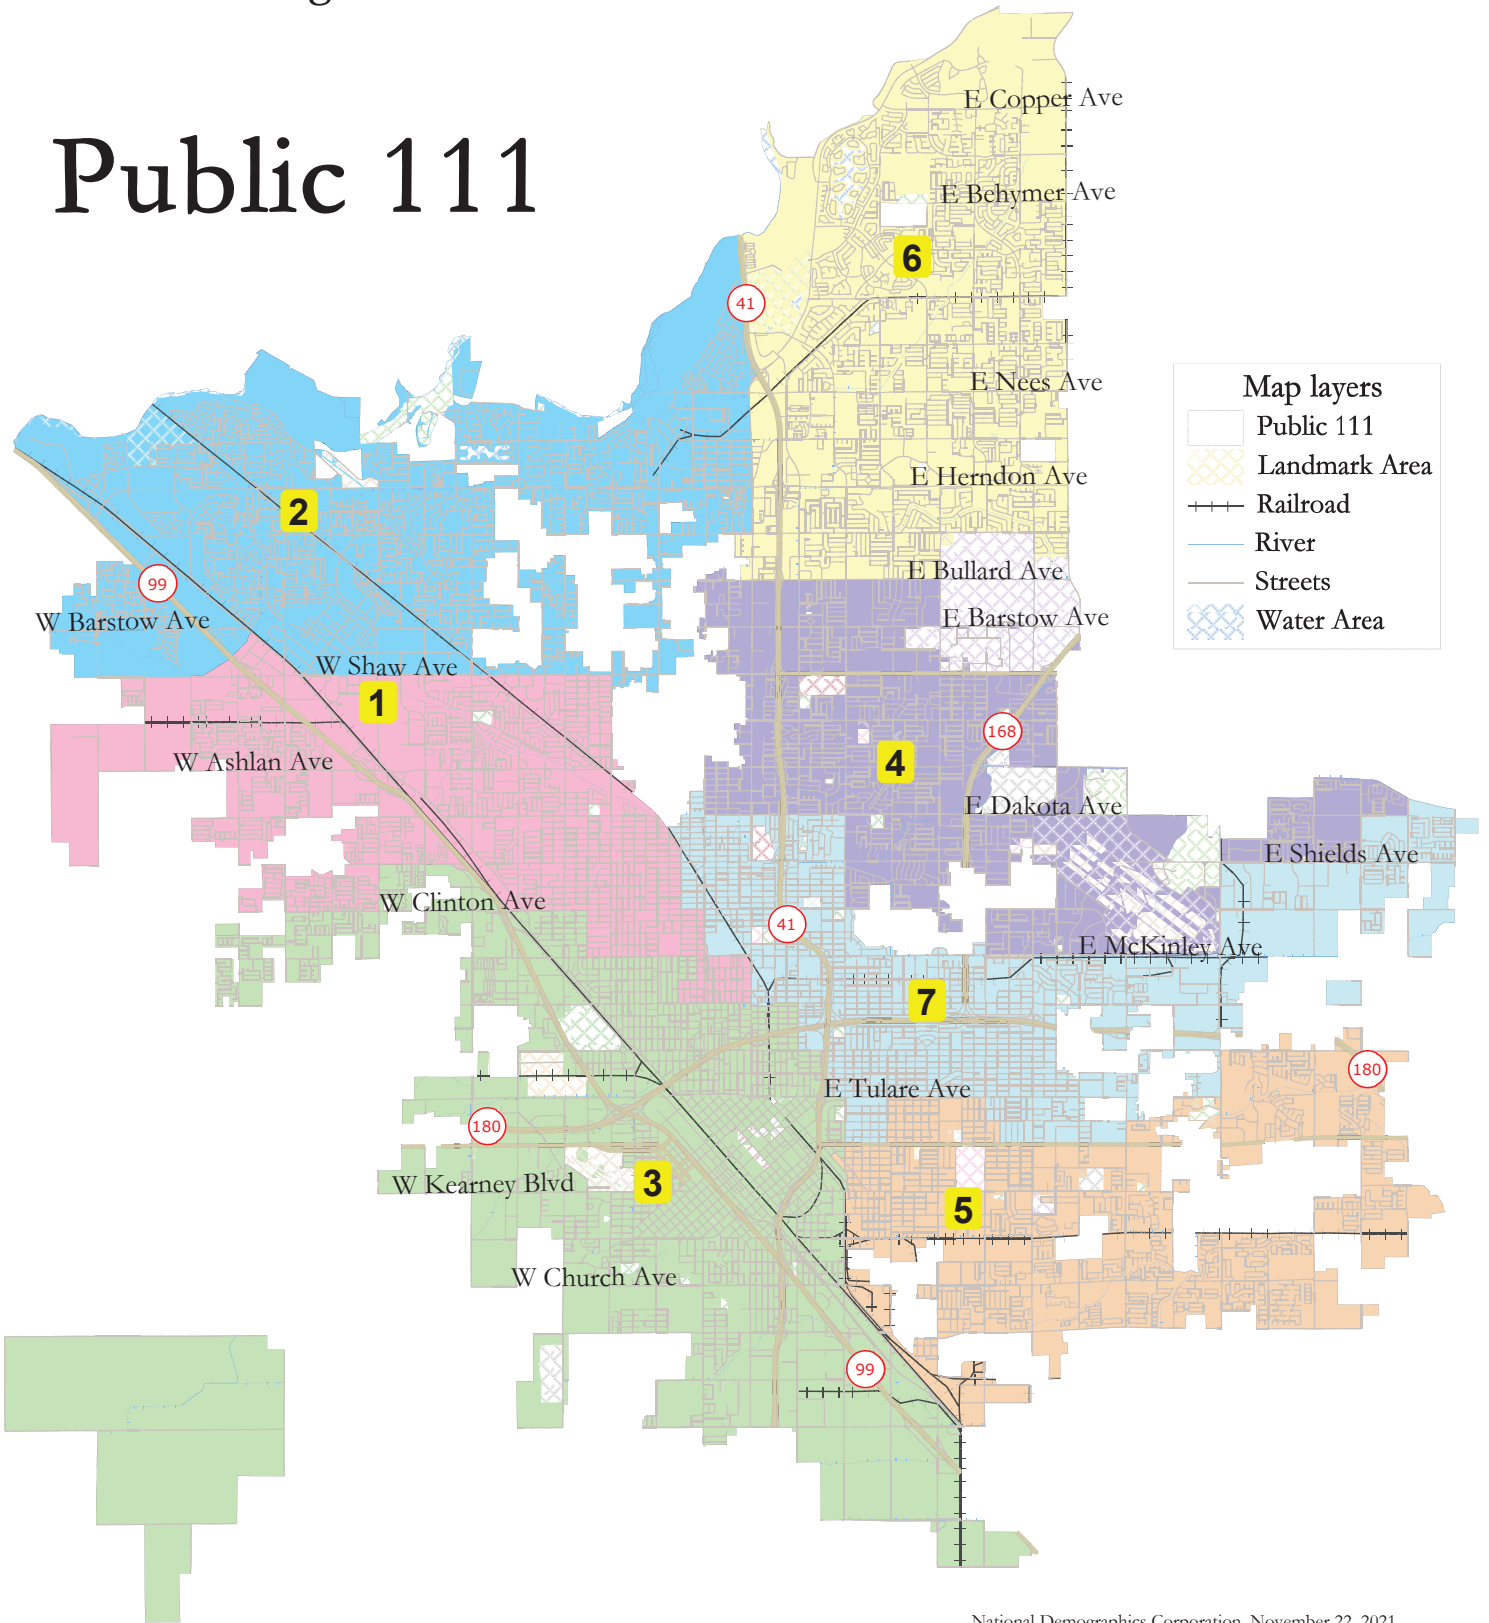 Public 111
E Copper Ave
E Behymer Ave
6
41
E Nees Ave
Map layers
Public 111
Landmark Area
Railroad
River
Streets
Water Area
E Herndon Ave
2
E Bullard Ave
99
W Barstow Ave
E Barstow Ave
W Shaw Ave
1
168
W Ashlan Ave
4
E Dakota Ave
E Shields Ave
W Clinton Ave
41
E McKinley Ave
7
180
E Tulare Ave
180
W Kearney Blvd
3
5
W Church Ave
99
National Demographics Corporation, November 22, 2021